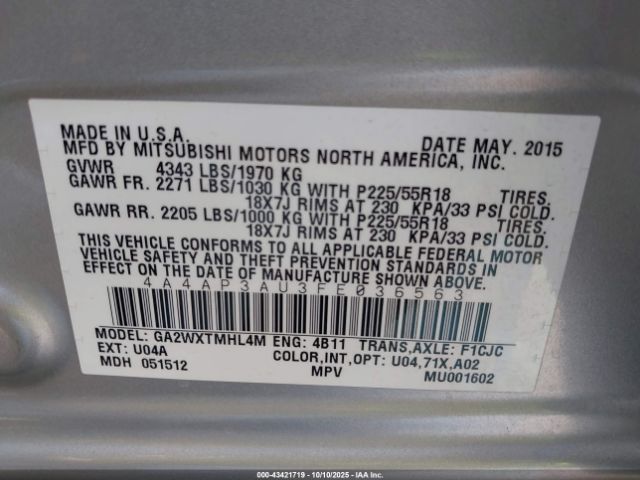 MADE IN U.S.A. DATE MAY. 2015
MFD BY MITSUBISHI MOTORS NORTH AMERICA, INC.
GVWR 4343 LBS/1970 KG
GAWR FR. 2271 LBS/1030 KG WITH P225/55R18 TIRES.
18X7J RIMS AT 230 KPA/33 PSI COLD.
GAWR RR. 2205 LBS/1000 KG WITH P225/55R18 TIRES.
18X7J RIMS AT 230 KPA/33 PSI COLD.
THIS VEHICLE CONFORMS TO ALL APPLICABLE FEDERAL MOTOR
VEHICLE SAFETY AND THEFT PREVENTION STANDARDS IN
EFFECT ON THE DATE OF MANUFACTURE SHOWN ABOVE.
4A4AP3AU3FE036563
MODEL: GA2WXTMHL4M ENG: 4B11 TRANS,AXLE: F1CJC
EXT: U04A COLOR,INT,OPT: U04,71X,A02
MDH 051512 MPV MU001602
000-43421719 - 10/10/2025 - IAA Inc.